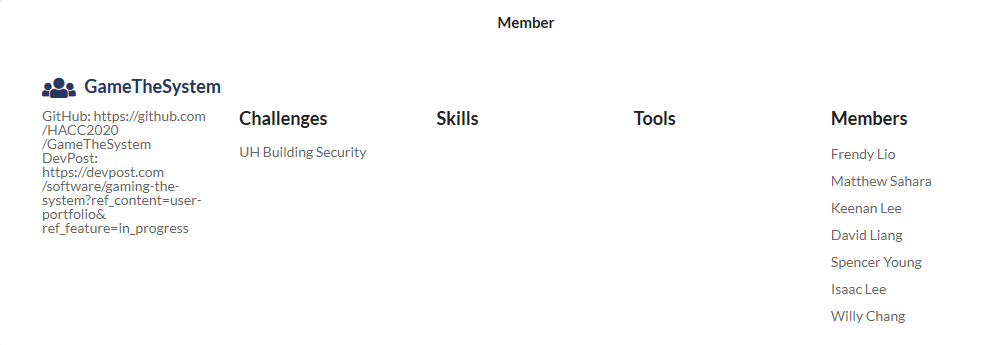 Member
GameTheSystem
GitHub: https://github.com
/HACC2020
/GameTheSystem
DevPost:
https://devpost.com
/software/gaming-the-
system?ref_content=user-
portfolio&
ref_feature=in_progress
Challenges
UH Building Security
Skills
Tools
Members
Frendy Lio
Matthew Sahara
Keenan Lee
David Liang
Spencer Young
Isaac Lee
Willy Chang